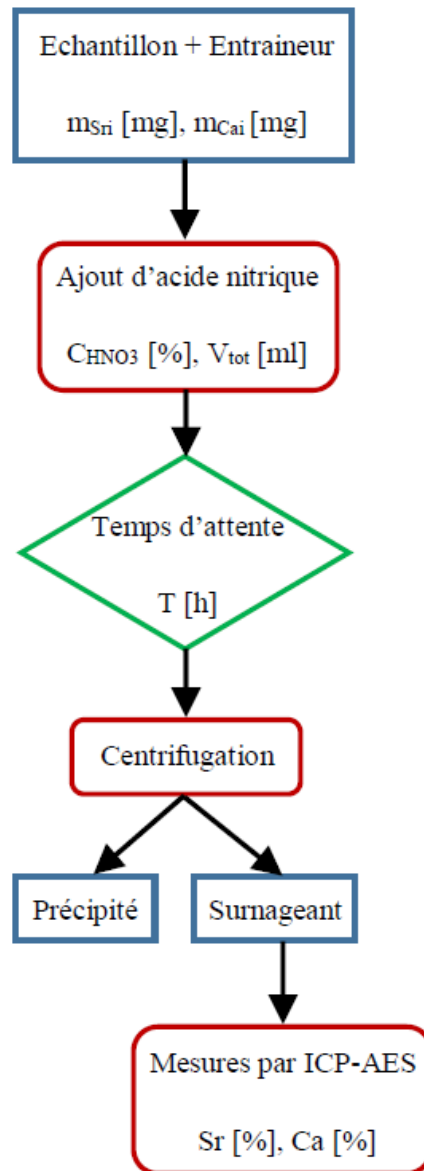 Echantillon + Entraineur
mSri [mg], mCai [mg]
Ajout d'acide nitrique
CHNO3 [%], Vtot [ml]
Temps d'attente
T [h]
Centrifugation
Précipité
Surnageant
Mesures par ICP-AES
Sr [%], Ca [%]